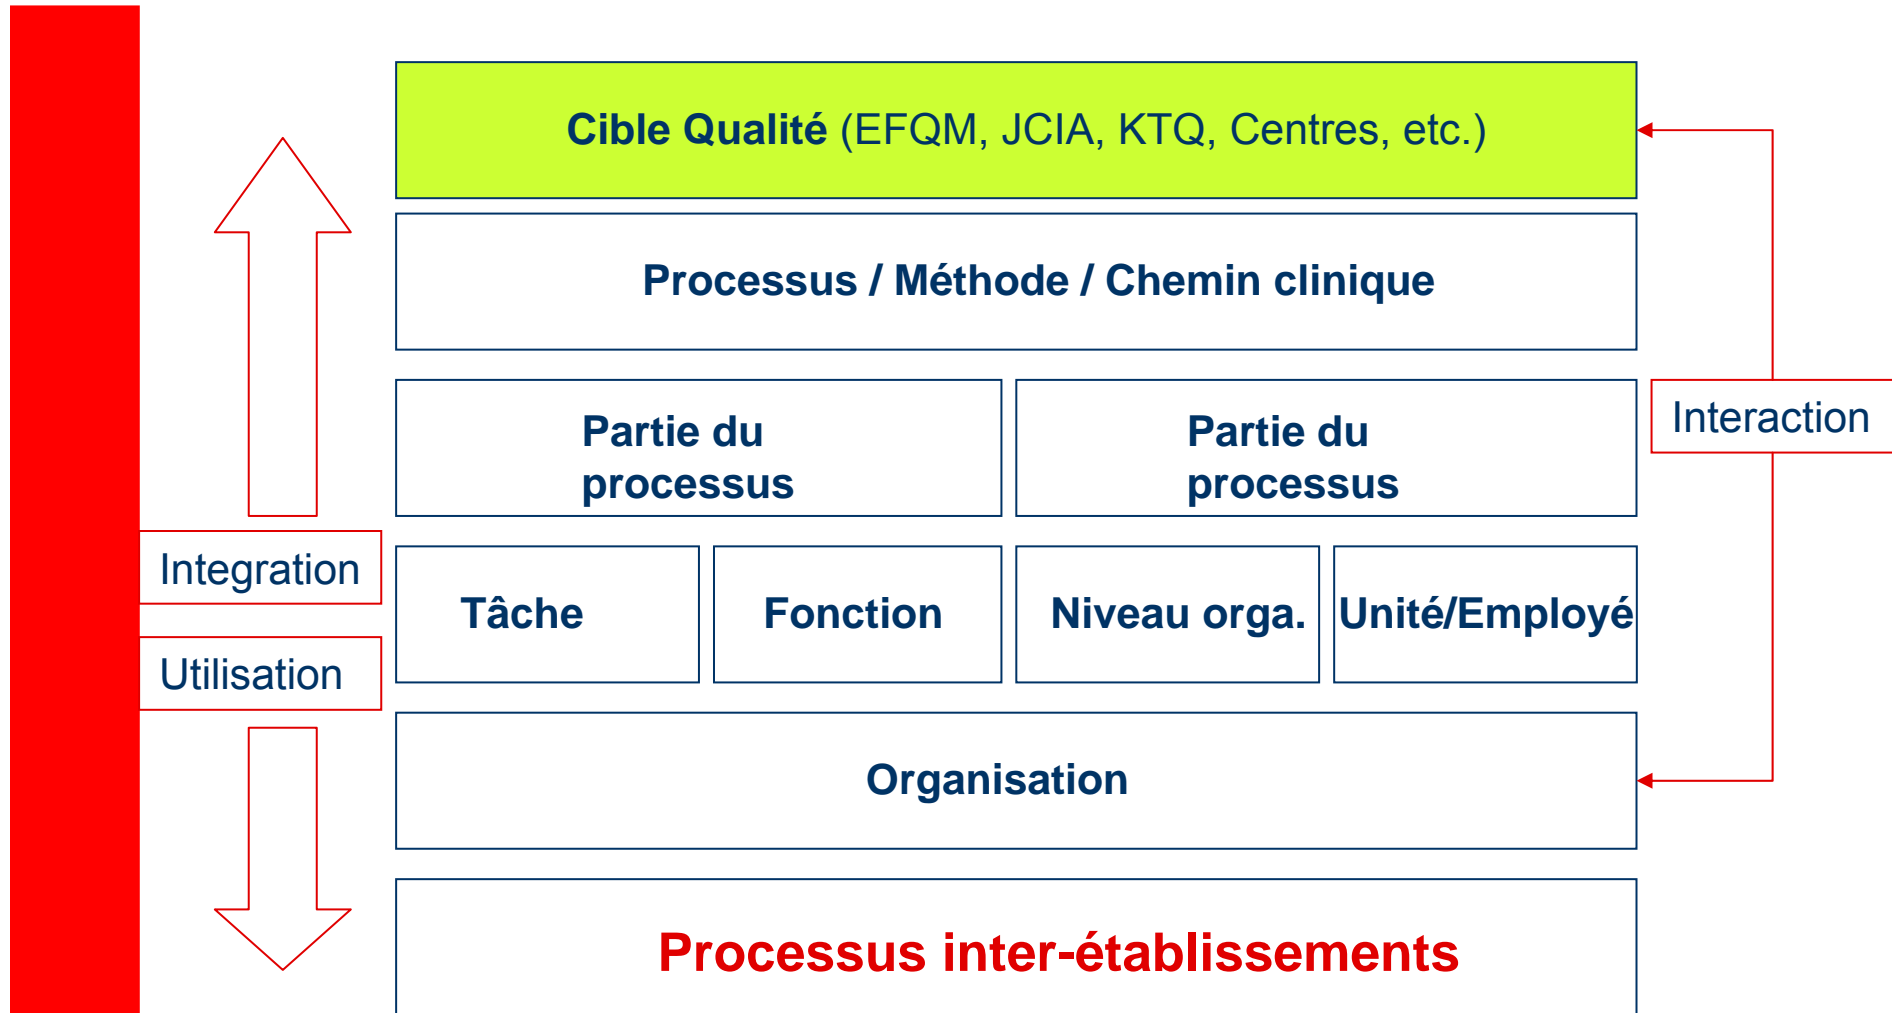 Cible Qualité (EFQM, JCIA, KTQ, Centres, etc.)
Processus / Méthode / Chemin clinique
Partie du
processus
Partie du
processus
Interaction
Integration
Utilisation
Tâche
Fonction
Niveau orga.
Unité/Employé
Organisation
Processus inter-établissements